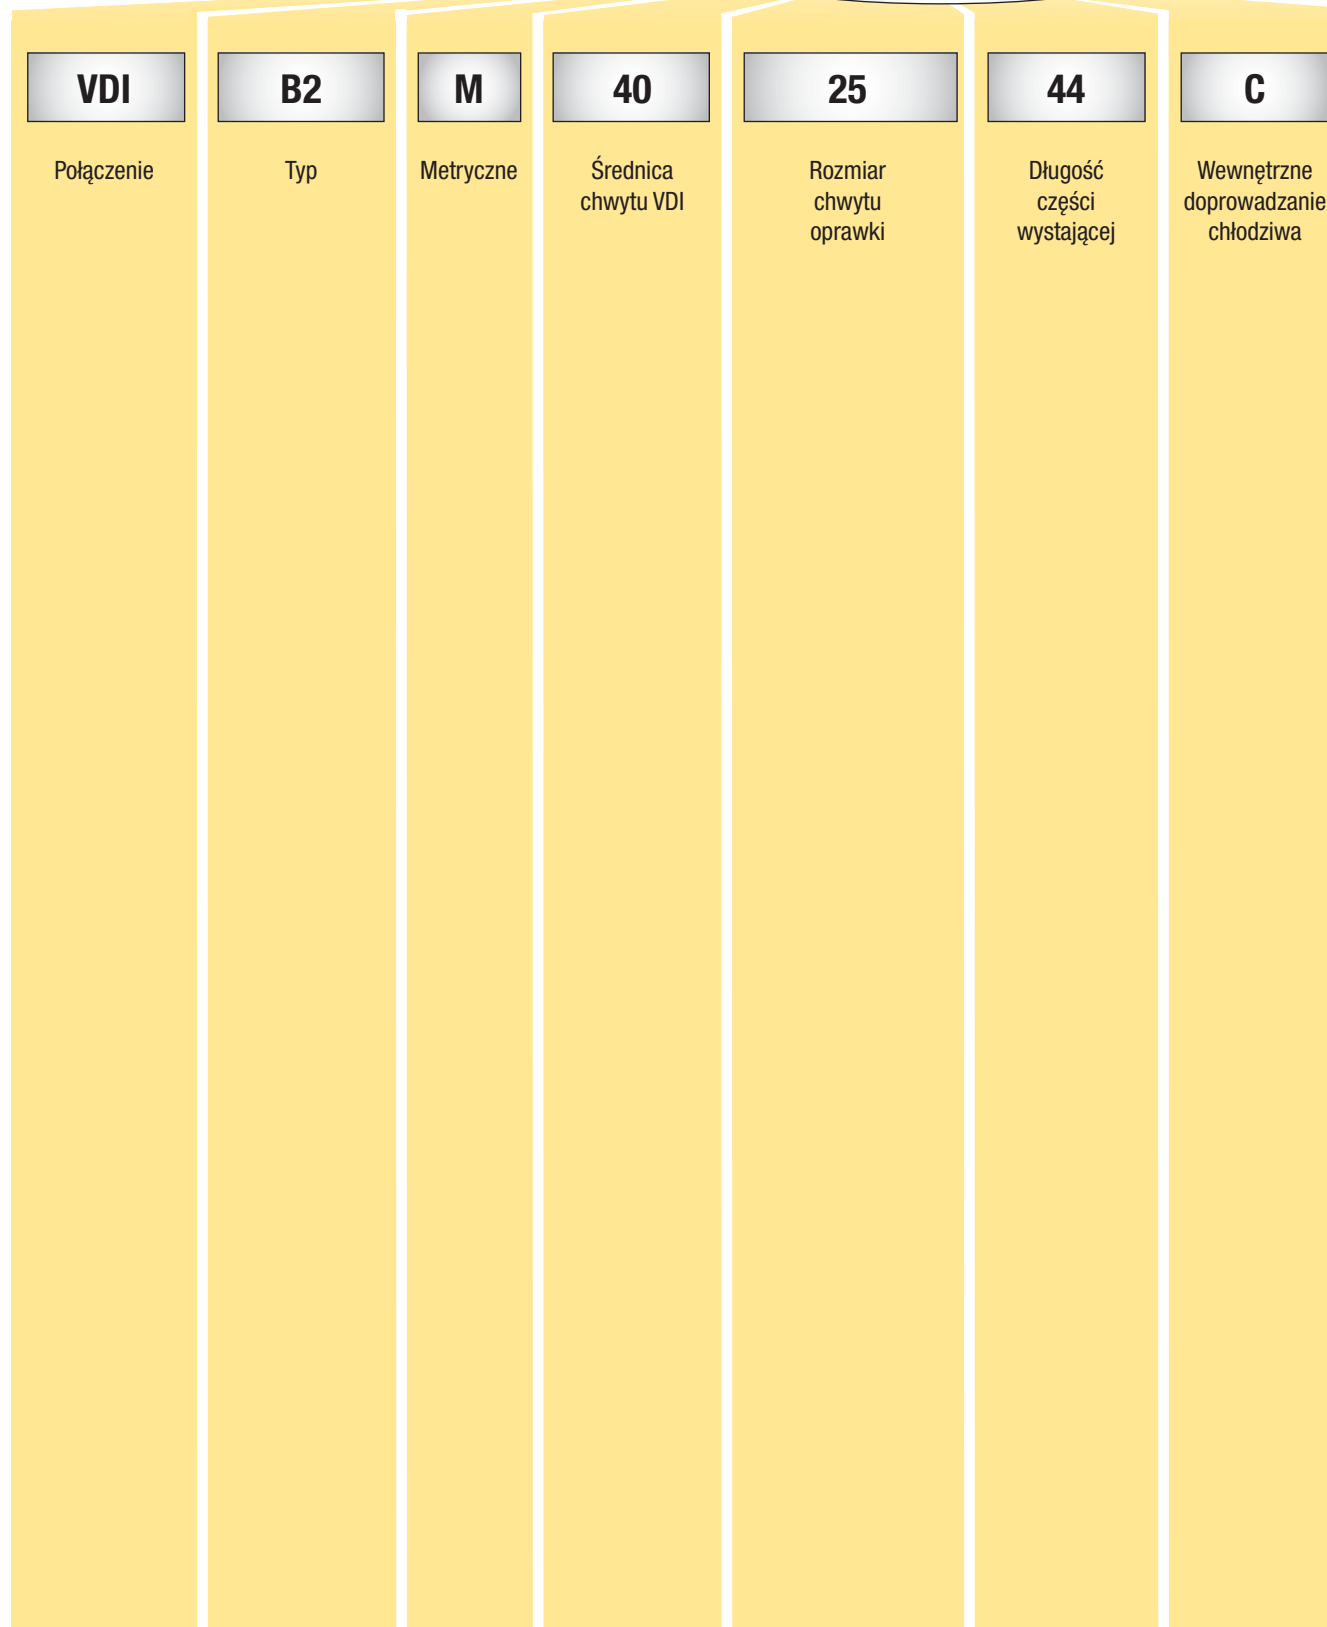 VDI
B2
M
40
25
44
C
Połączenie
Typ
Metryczne
Średnica
chwytu VDI
Rozmiar
chwytu
oprawki
Długość
części
wystającej
Wewnętrzne
doprowadzanie
chłodziwa